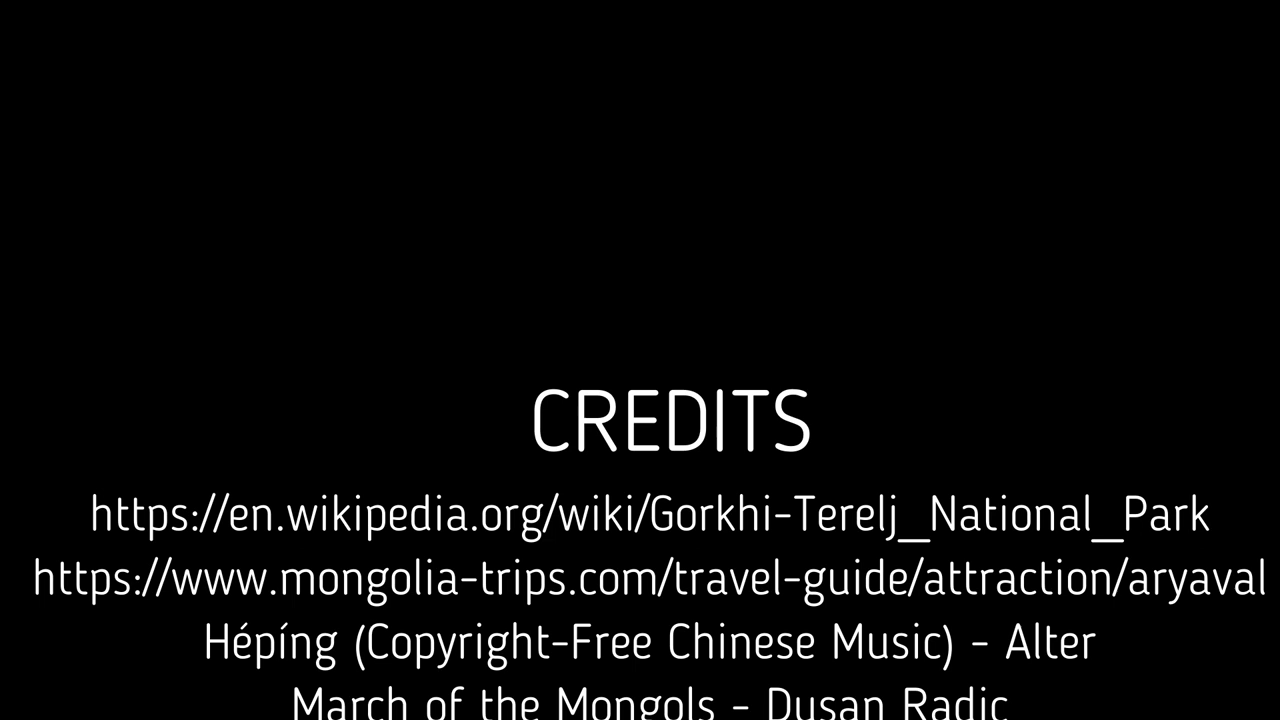 CREDITS
https://en.wikipedia.org/wiki/Gorkhi-Terelj_National_Park
https://www.mongolia-trips.com/travel-guide/attraction/aryaval
Hépíng (Copyright-Free Chinese Music) - Alter
March of the Mongols - Dusan Radic